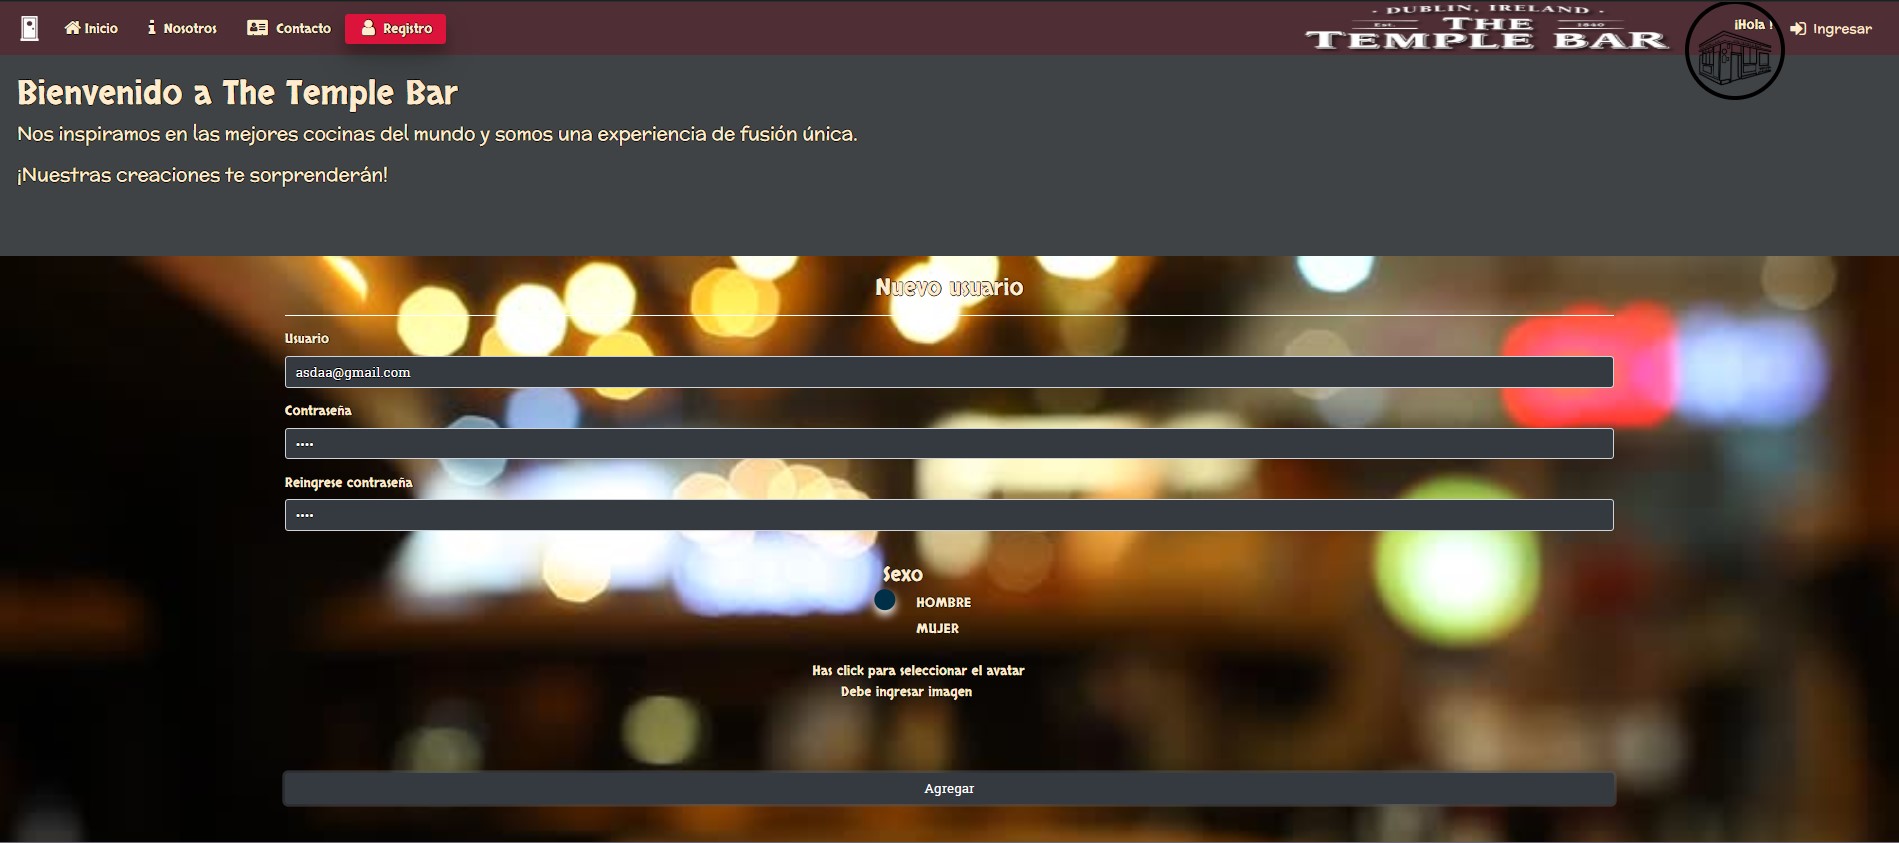 Inicio
Nosotros
Contacto
Registro
· DUBLIN, IRELAND ·
Est. THE 1840
TEMPLE BAR
¡Hola !
Ingresar
Bienvenido a The Temple Bar
Nos inspiramos en las mejores cocinas del mundo y somos una experiencia de fusión única.
¡Nuestras creaciones te sorprenderán!
Nuevo usuario
Usuario
asdaa@gmail.com
Contraseña
••••
Reingrese contraseña
••••
Sexo
HOMBRE
MUJER
Has click para seleccionar el avatar
Debe ingresar imagen
Agregar